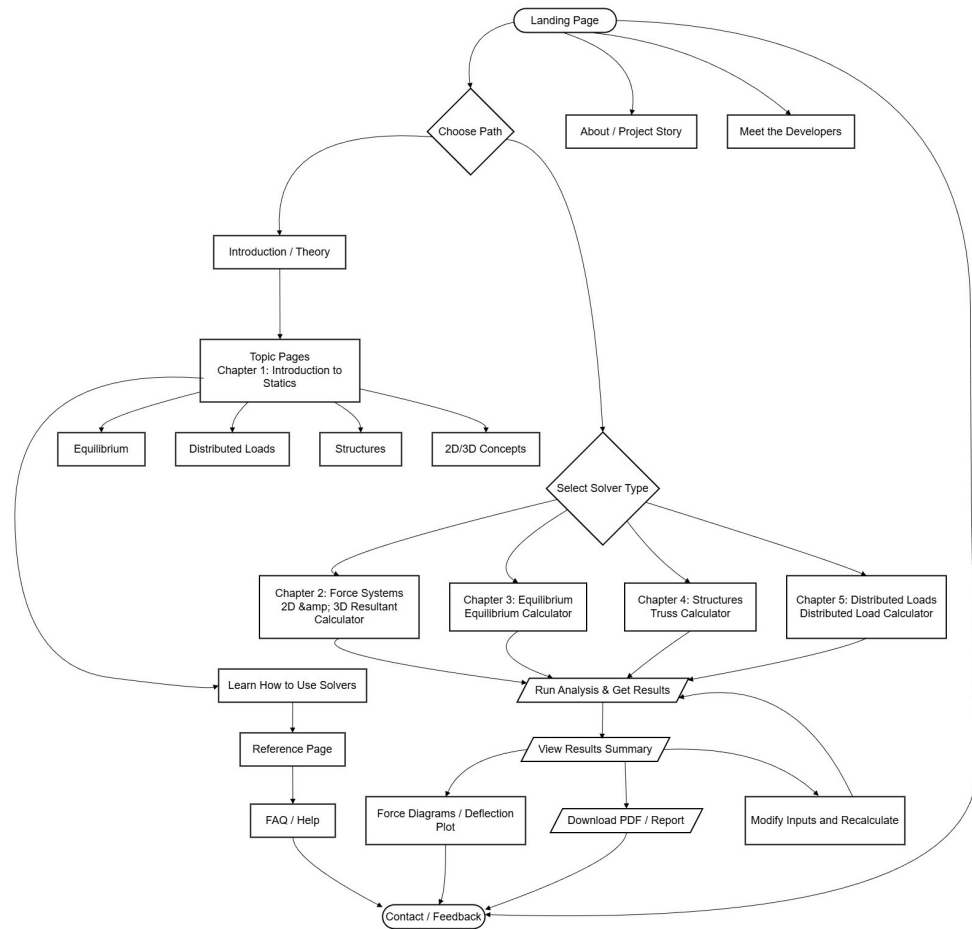 Landing Page
Choose Path
About / Project Story
Meet the Developers
Introduction / Theory
Topic Pages
Chapter 1: Introduction to
Statics
Equilibrium
Distributed Loads
Structures
2D/3D Concepts
Select Solver Type
Chapter 2: Force Systems
2D &amp; 3D Resultant
Calculator
Chapter 3: Equilibrium
Equilibrium Calculator
Chapter 4: Structures
Truss Calculator
Chapter 5: Distributed Loads
Distributed Load Calculator
Learn How to Use Solvers
Run Analysis & Get Results
Reference Page
View Results Summary
FAQ / Help
Force Diagrams / Deflection
Plot
Download PDF / Report
Modify Inputs and Recalculate
Contact / Feedback